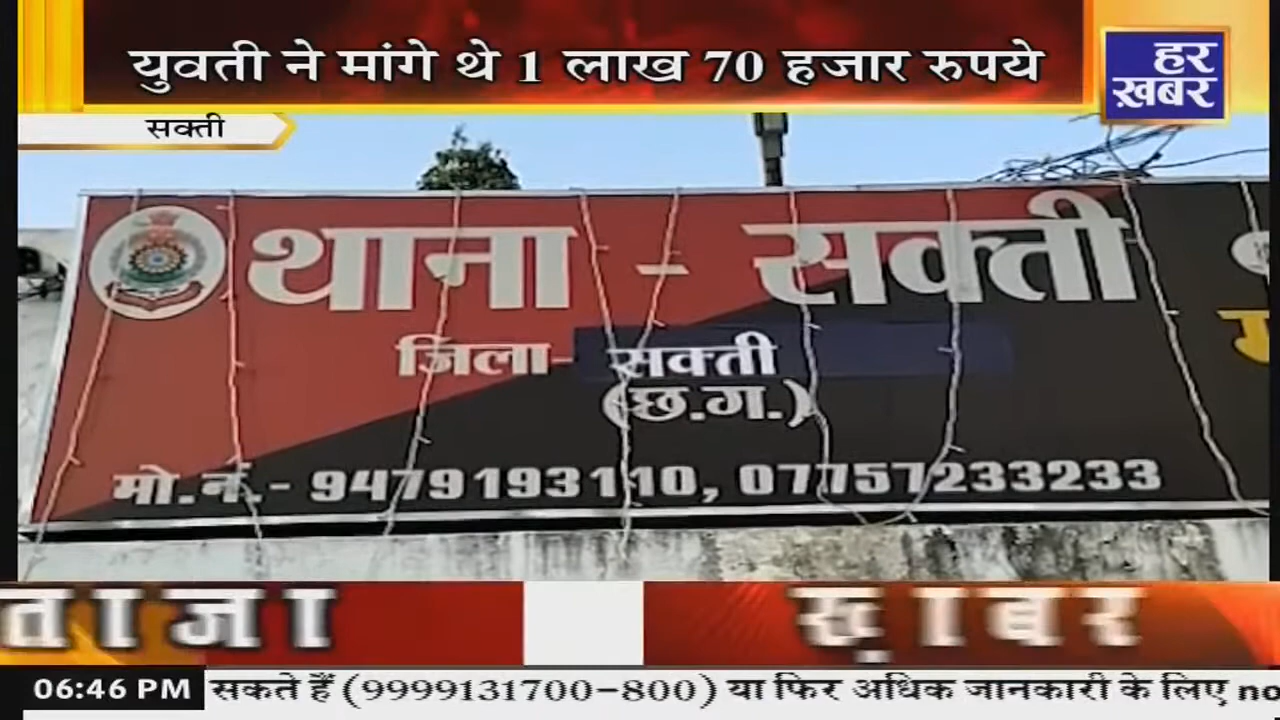 युवती ने मांगे थे 1 लाख 70 हजार रुपये
हर
ख़बर
सक्ती
थाना - सक्ती
जिला- सक्ती
(छ.ग.)
मो.नं.- 9479193110, 07757233233
ताजा ख़बर
06:46 PM सकते हैं (9999131700-800) या फिर अधिक जानकारी के लिए no